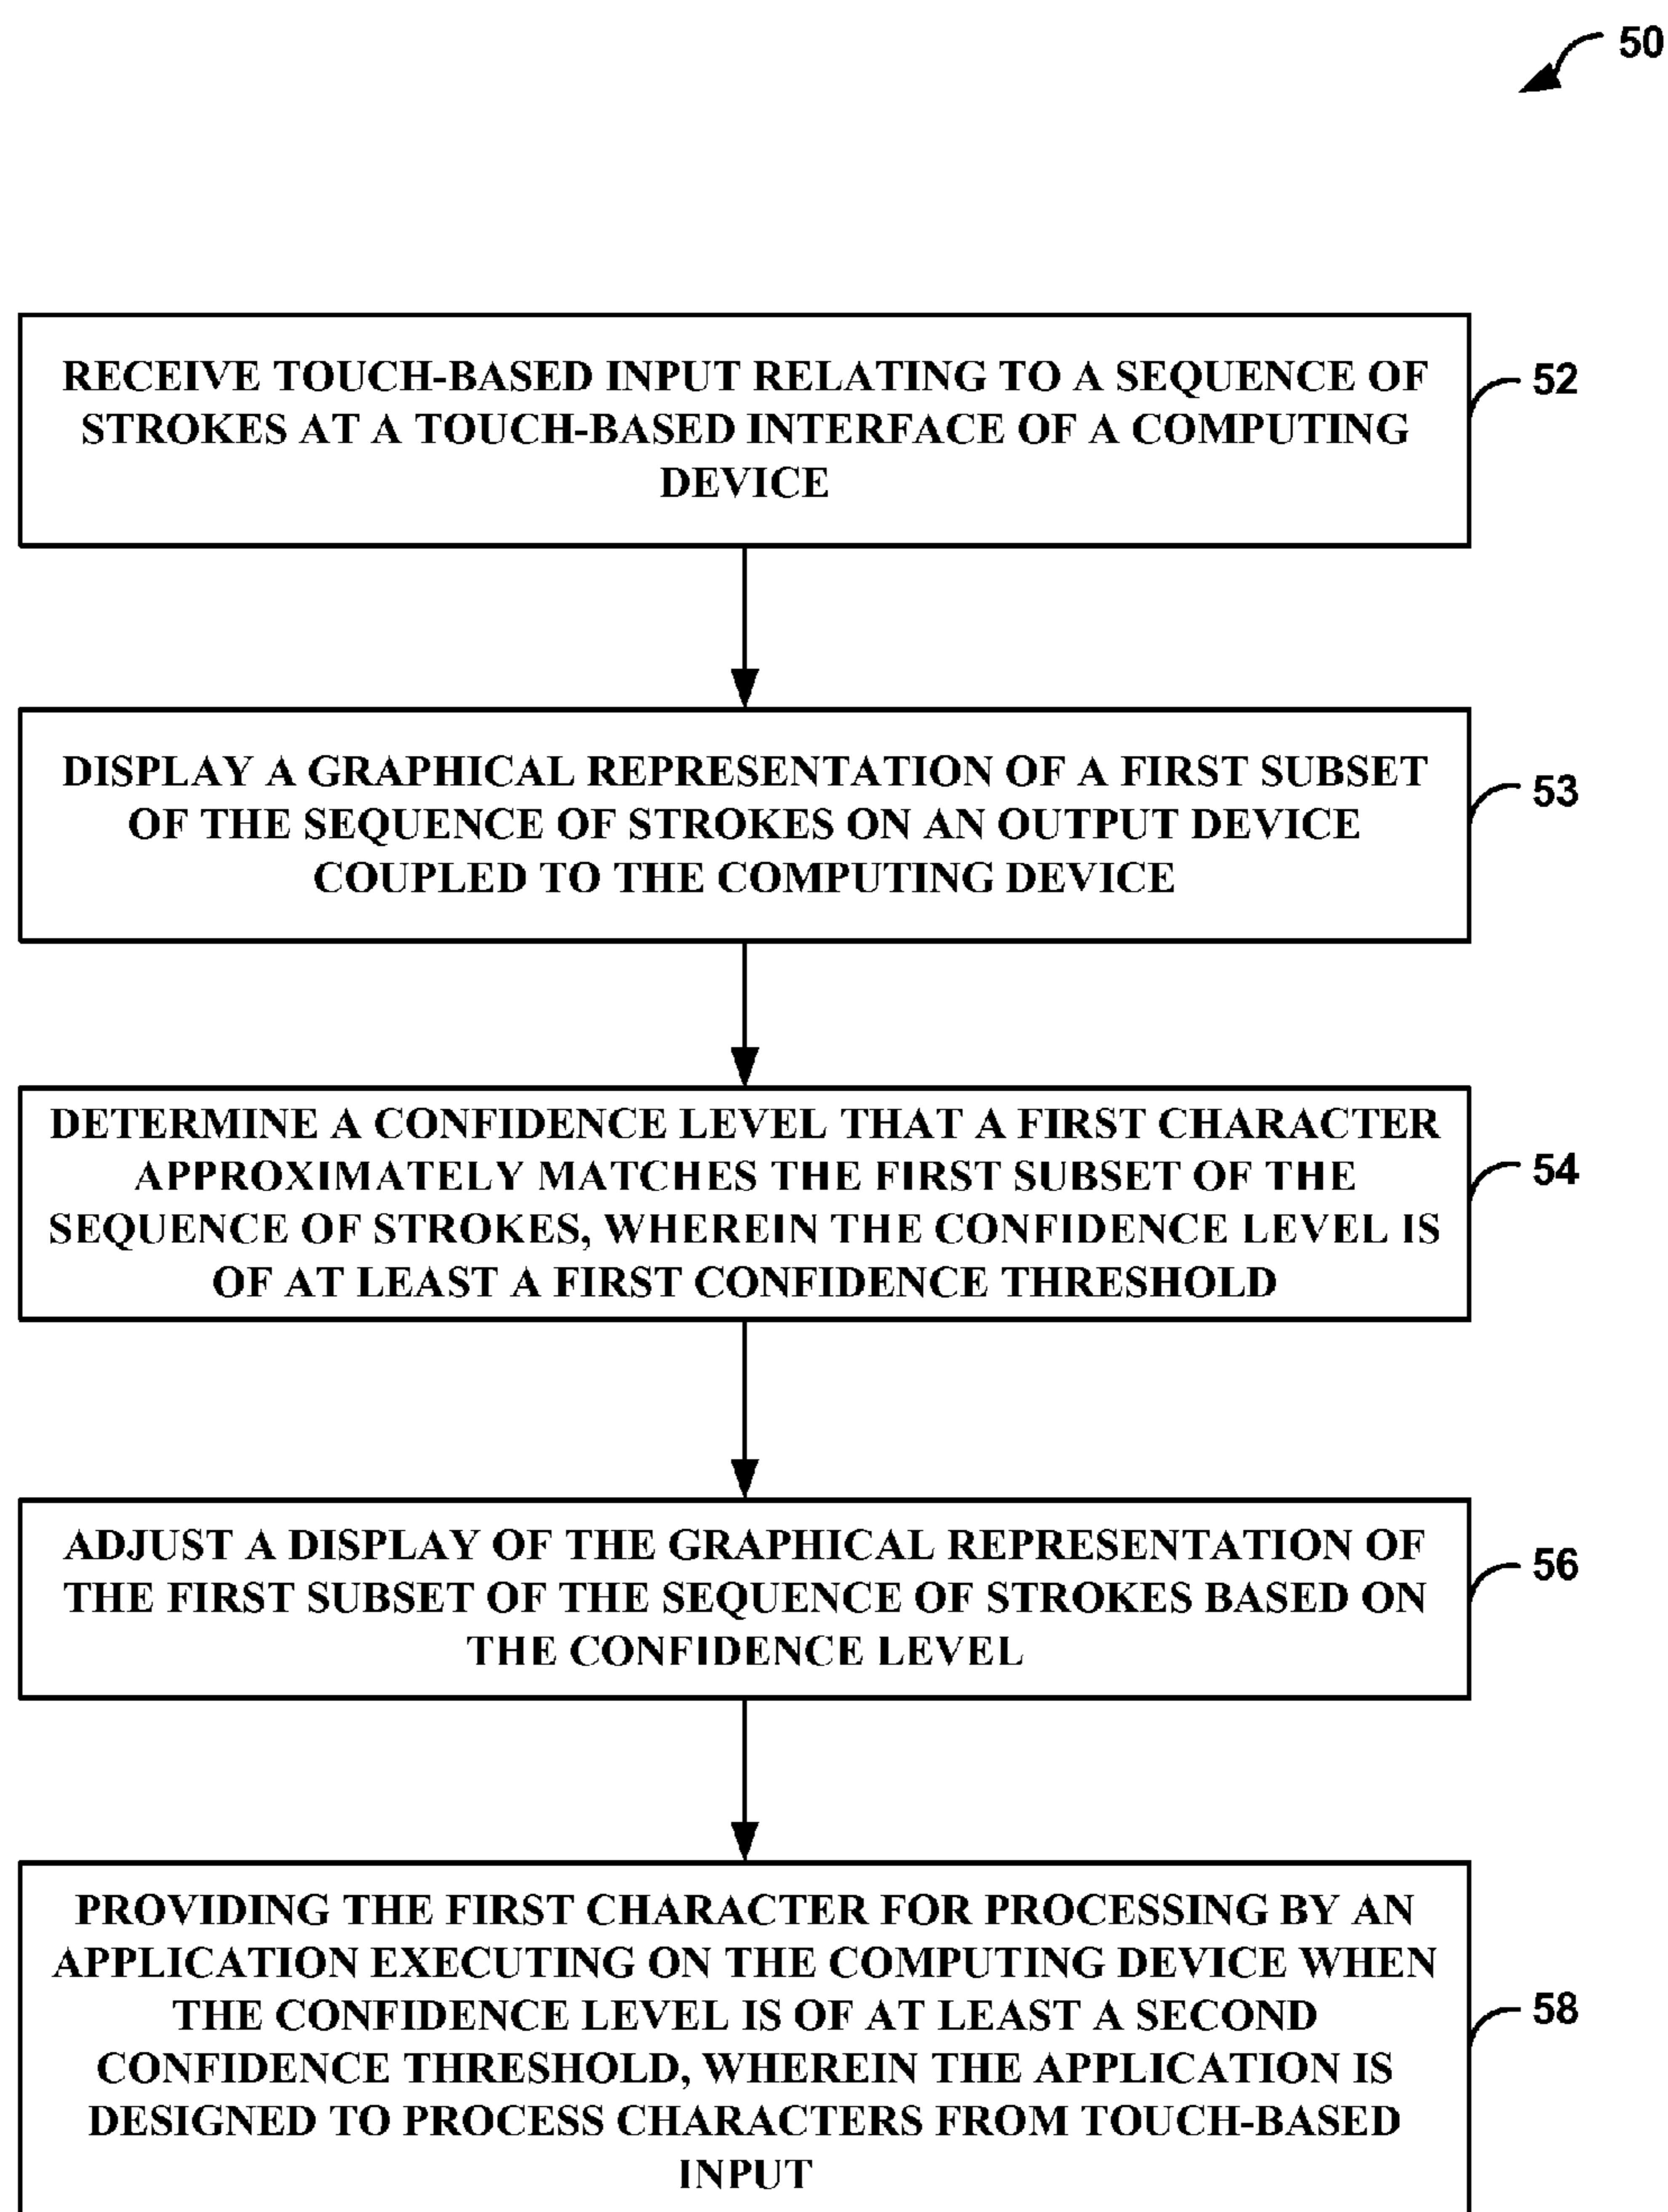 50
RECEIVE TOUCH-BASED INPUT RELATING TO A SEQUENCE OF
STROKES AT A TOUCH-BASED INTERFACE OF A COMPUTING
DEVICE
52
DISPLAY A GRAPHICAL REPRESENTATION OF A FIRST SUBSET
OF THE SEQUENCE OF STROKES ON AN OUTPUT DEVICE
COUPLED TO THE COMPUTING DEVICE
53
DETERMINE A CONFIDENCE LEVEL THAT A FIRST CHARACTER
APPROXIMATELY MATCHES THE FIRST SUBSET OF THE
SEQUENCE OF STROKES, WHEREIN THE CONFIDENCE LEVEL IS
OF AT LEAST A FIRST CONFIDENCE THRESHOLD
54
ADJUST A DISPLAY OF THE GRAPHICAL REPRESENTATION OF
THE FIRST SUBSET OF THE SEQUENCE OF STROKES BASED ON
THE CONFIDENCE LEVEL
56
PROVIDING THE FIRST CHARACTER FOR PROCESSING BY AN
APPLICATION EXECUTING ON THE COMPUTING DEVICE WHEN
THE CONFIDENCE LEVEL IS OF AT LEAST A SECOND
CONFIDENCE THRESHOLD, WHEREIN THE APPLICATION IS
DESIGNED TO PROCESS CHARACTERS FROM TOUCH-BASED
INPUT
58